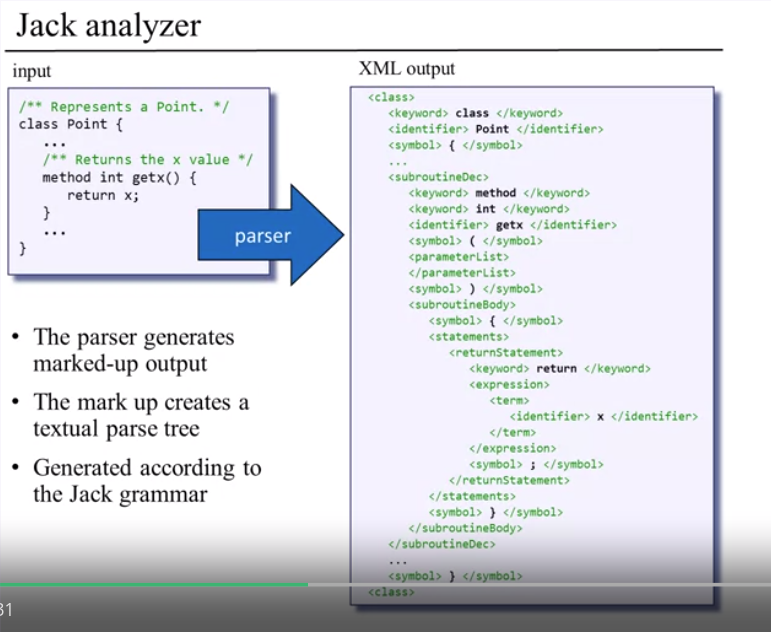 Jack analyzer
input
/** Represents a Point. */
class Point {
...
/** Returns the x value */
method int getx() {
return x;
}
...
}
parser
XML output
<class>
<keyword> class </keyword>
<identifier> Point </identifier>
<symbol> { </symbol>
...
<subroutineDec>
<keyword> method </keyword>
<keyword> int </keyword>
<identifier> getx </identifier>
<symbol> ( </symbol>
<parameterList>
</parameterList>
<symbol> ) </symbol>
<subroutineBody>
<symbol> { </symbol>
<statements>
<returnStatement>
<keyword> return </keyword>
<expression>
<term>
<identifier> x </identifier>
</term>
</expression>
<symbol> ; </symbol>
</returnStatement>
</statements>
<symbol> } </symbol>
</subroutineBody>
</subroutineDec>
...
<symbol> } </symbol>
<class>
• The parser generates
marked-up output
• The mark up creates a
textual parse tree
• Generated according to
the Jack grammar
31